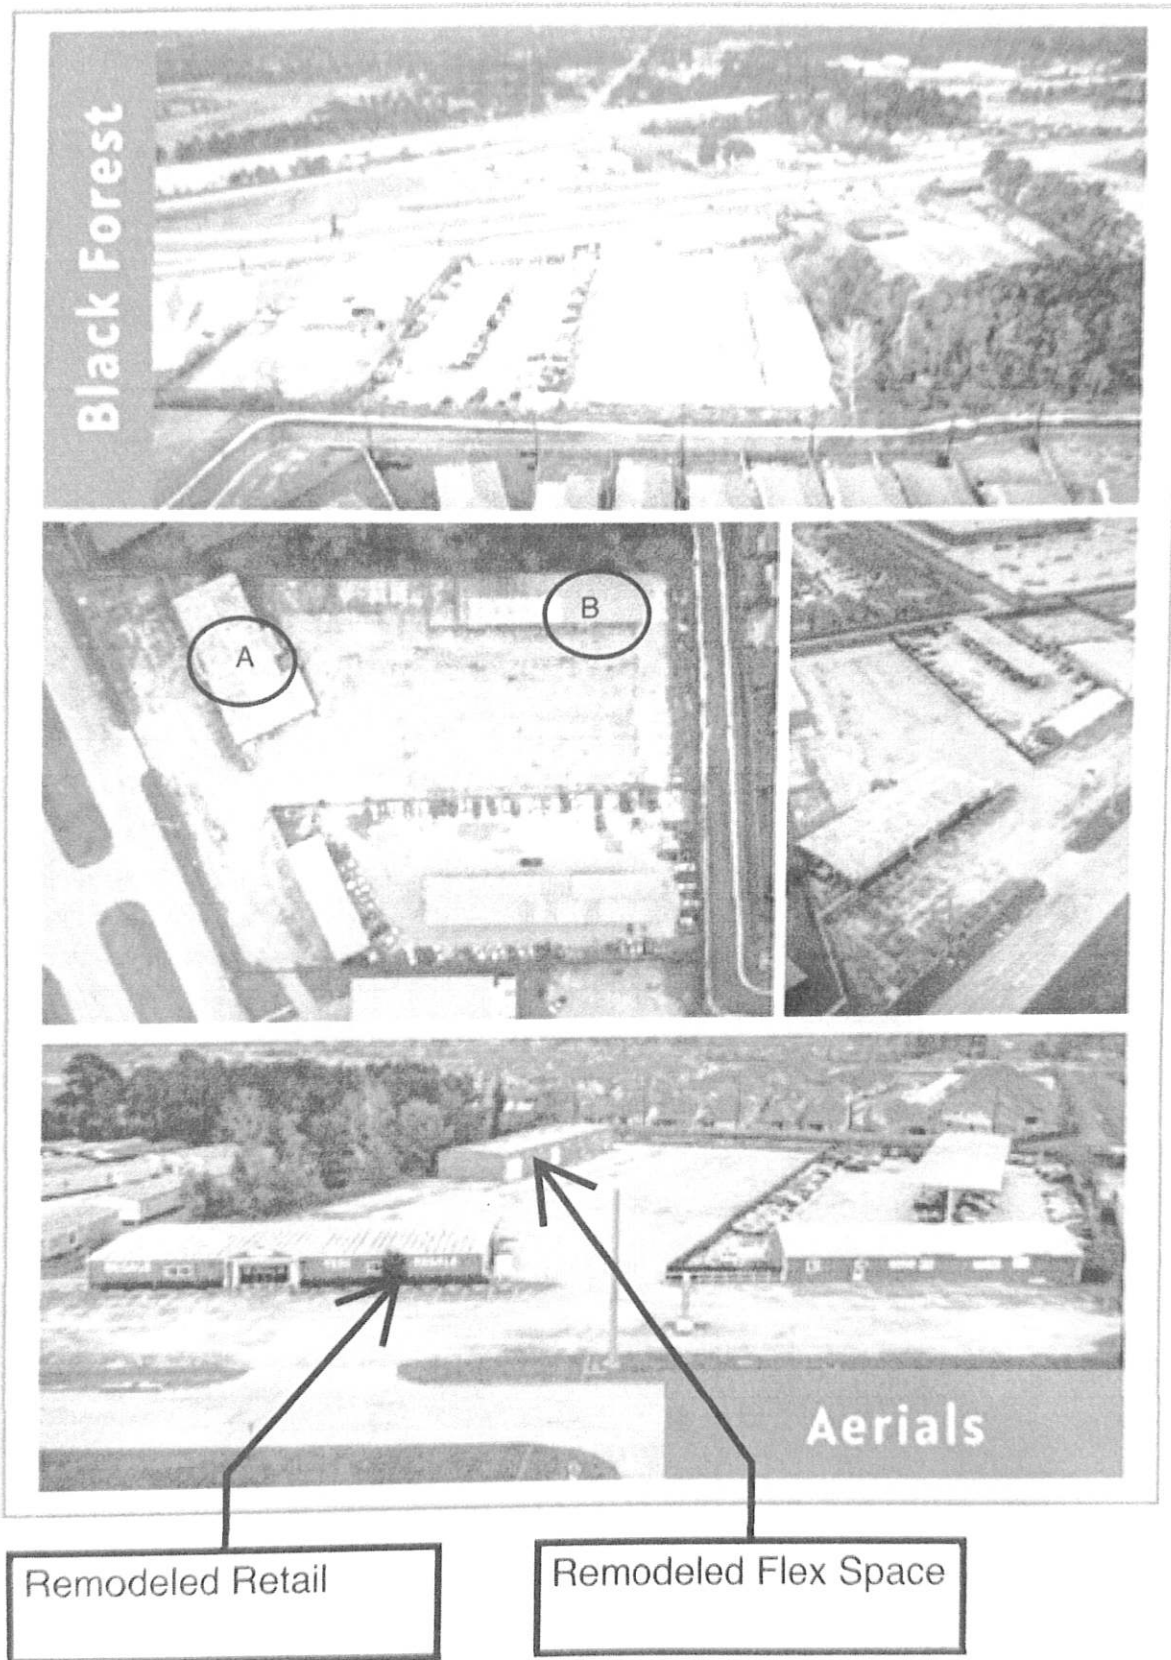 Black Forest
A
B
Aerials
Remodeled Retail
Remodeled Flex Space